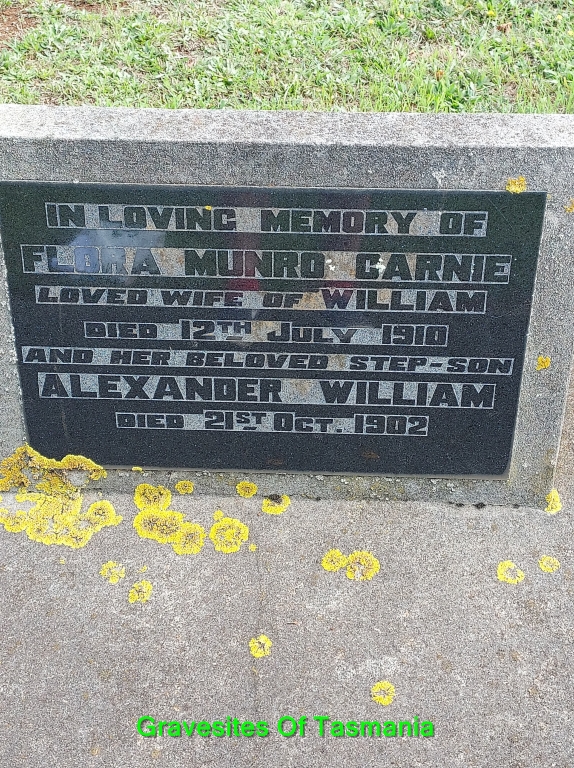 IN LOVING MEMORY OF
FLORA MUNRO CARNIE
LOVED WIFE OF WILLIAM
DIED 12TH JULY 1910
AND HER BELOVED STEP-SON
ALEXANDER WILLIAM
DIED 21ST OCT. 1902
Gravesites Of Tasmania